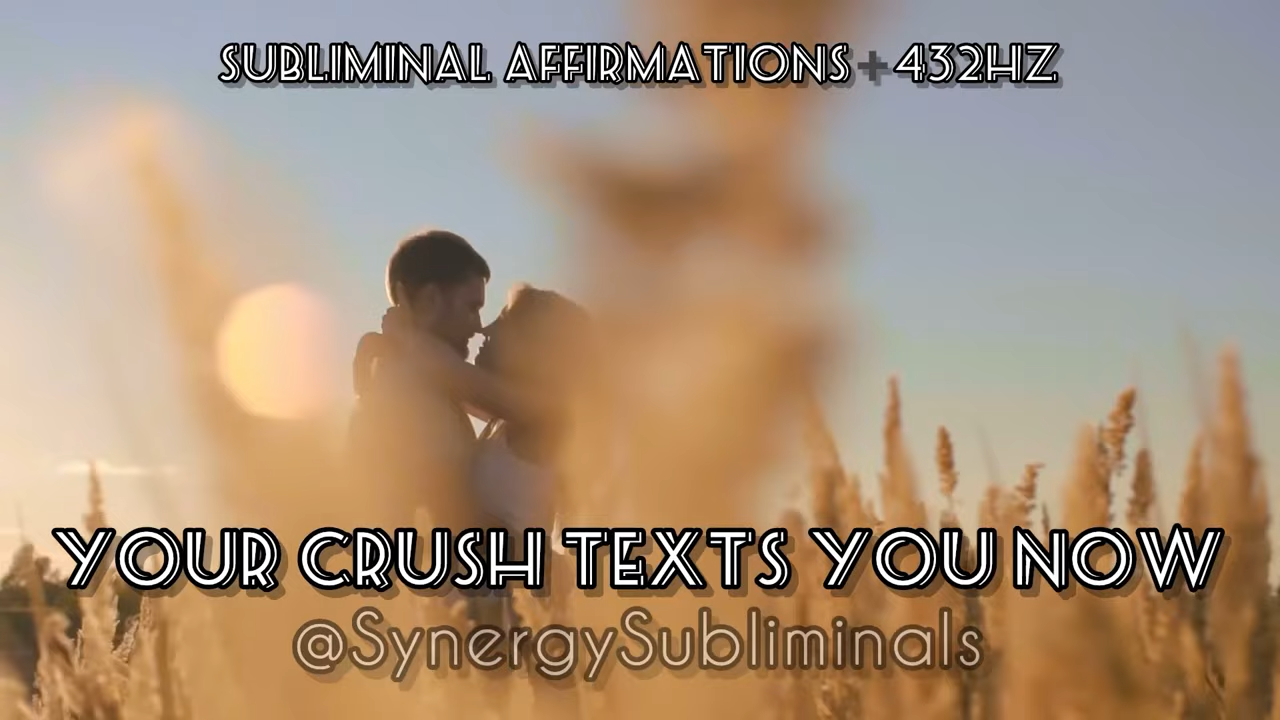 SUBLIMINAL AFFIRMATIONS + 432HZ
YOUR CRUSH TEXTS YOU NOW
@SynergySubliminals